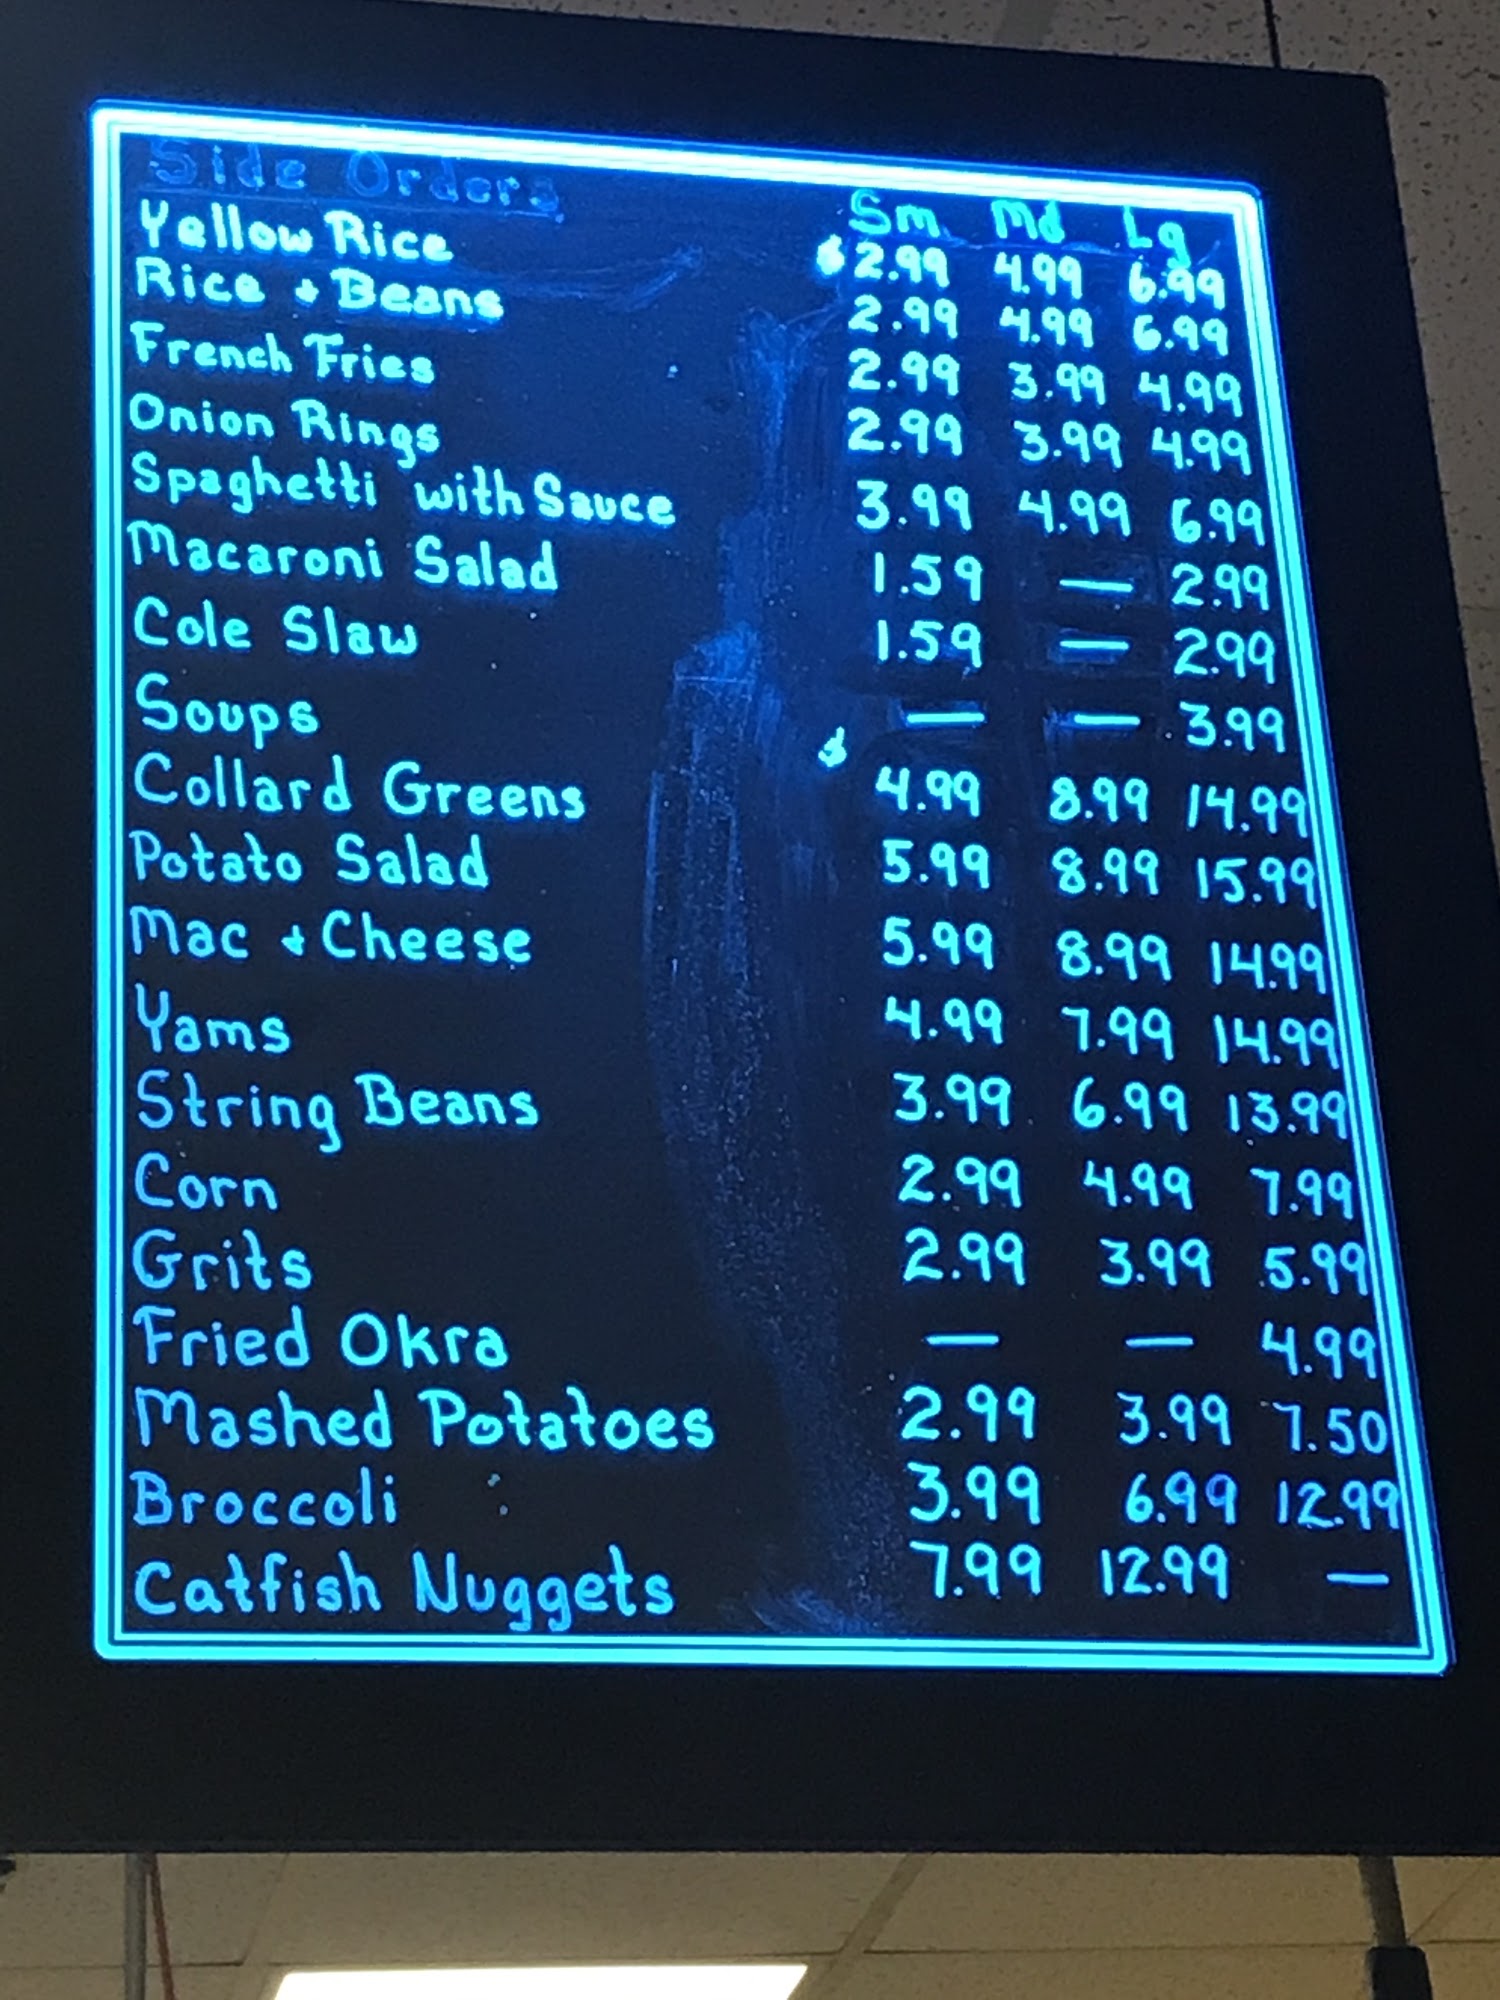 Side Orders Sm Md Lg
Yellow Rice $2.99 4.99 6.99
Rice + Beans 2.99 4.99 6.99
French Fries 2.99 3.99 4.99
Onion Rings 2.99 3.99 4.99
Spaghetti with Sauce 3.99 4.99 6.99
Macaroni Salad 1.59 — 2.99
Cole Slaw 1.59 — 2.99
Soups — — 3.99
Collard Greens $4.99 8.99 14.99
Potato Salad 5.99 8.99 15.99
Mac + Cheese 5.99 8.99 14.99
Yams 4.99 7.99 14.99
String Beans 3.99 6.99 13.99
Corn 2.99 4.99 7.99
Grits 2.99 3.99 5.99
Fried Okra — — 4.99
Mashed Potatoes 2.99 3.99 7.50
Broccoli 3.99 6.99 12.99
Catfish Nuggets 7.99 12.99 —